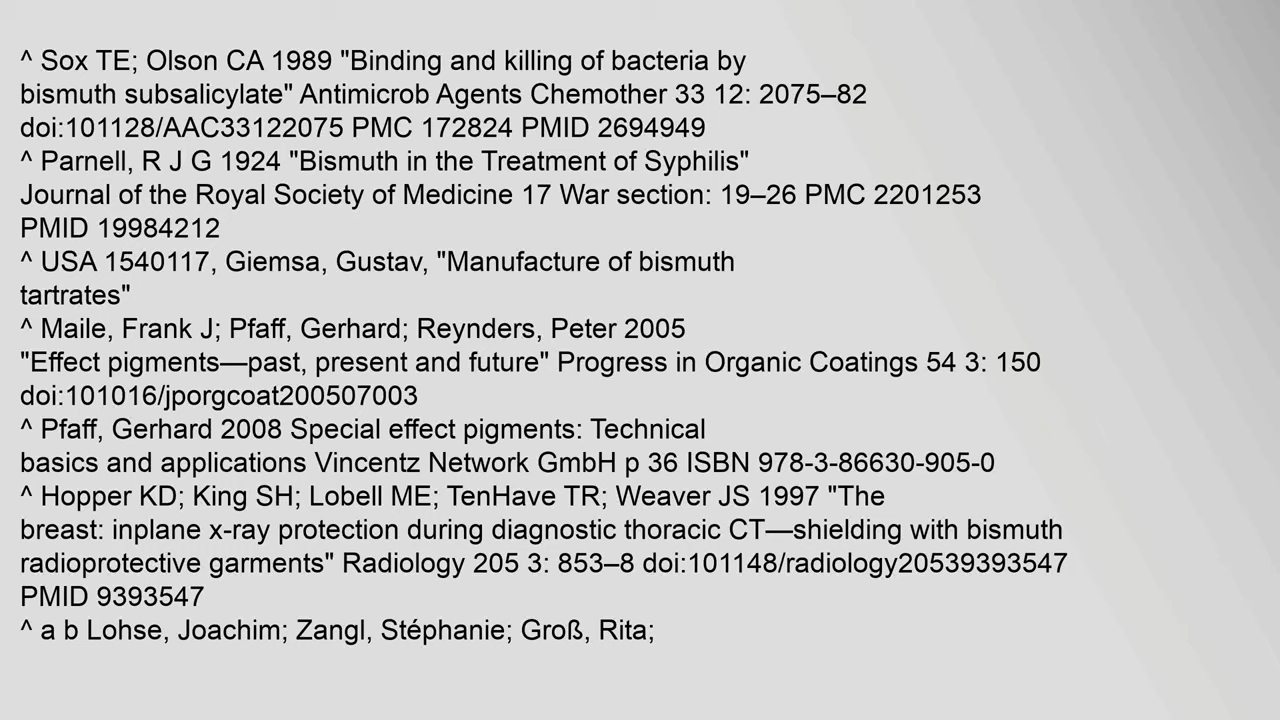 ^ Sox TE; Olson CA 1989 "Binding and killing of bacteria by
bismuth subsalicylate" Antimicrob Agents Chemother 33 12: 2075–82
doi:101128/AAC33122075 PMC 172824 PMID 2694949
^ Parnell, R J G 1924 "Bismuth in the Treatment of Syphilis"
Journal of the Royal Society of Medicine 17 War section: 19–26 PMC 2201253
PMID 19984212
^ USA 1540117, Giemsa, Gustav, "Manufacture of bismuth
tartrates"
^ Maile, Frank J; Pfaff, Gerhard; Reynders, Peter 2005
"Effect pigments—past, present and future" Progress in Organic Coatings 54 3: 150
doi:101016/jporgcoat200507003
^ Pfaff, Gerhard 2008 Special effect pigments: Technical
basics and applications Vincentz Network GmbH p 36 ISBN 978-3-86630-905-0
^ Hopper KD; King SH; Lobell ME; TenHave TR; Weaver JS 1997 "The
breast: inplane x-ray protection during diagnostic thoracic CT—shielding with bismuth
radioprotective garments" Radiology 205 3: 853–8 doi:101148/radiology20539393547
PMID 9393547
^ a b Lohse, Joachim; Zangl, Stéphanie; Groß, Rita;